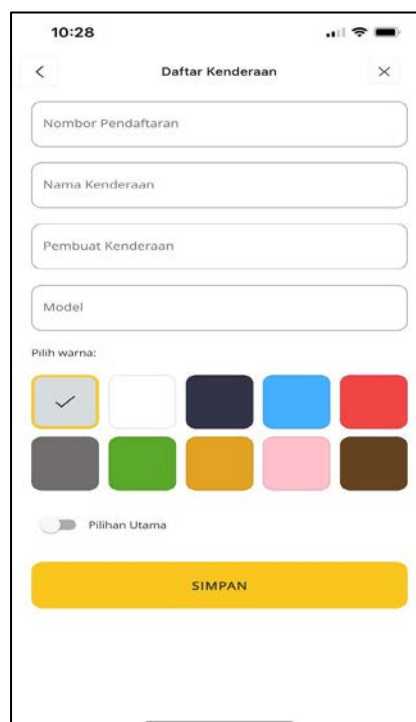 10:28
Daftar Kenderaan
Nombor Pendaftaran
Nama Kenderaan
Pembuat Kenderaan
Model
Pilih warna:
Pilihan Utama
SIMPAN